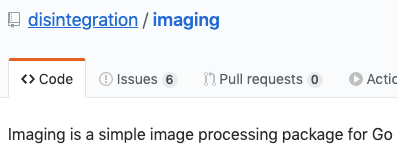 disintegration / imaging
<> Code Issues 6 Pull requests 0 Actio
Imaging is a simple image processing package for Go